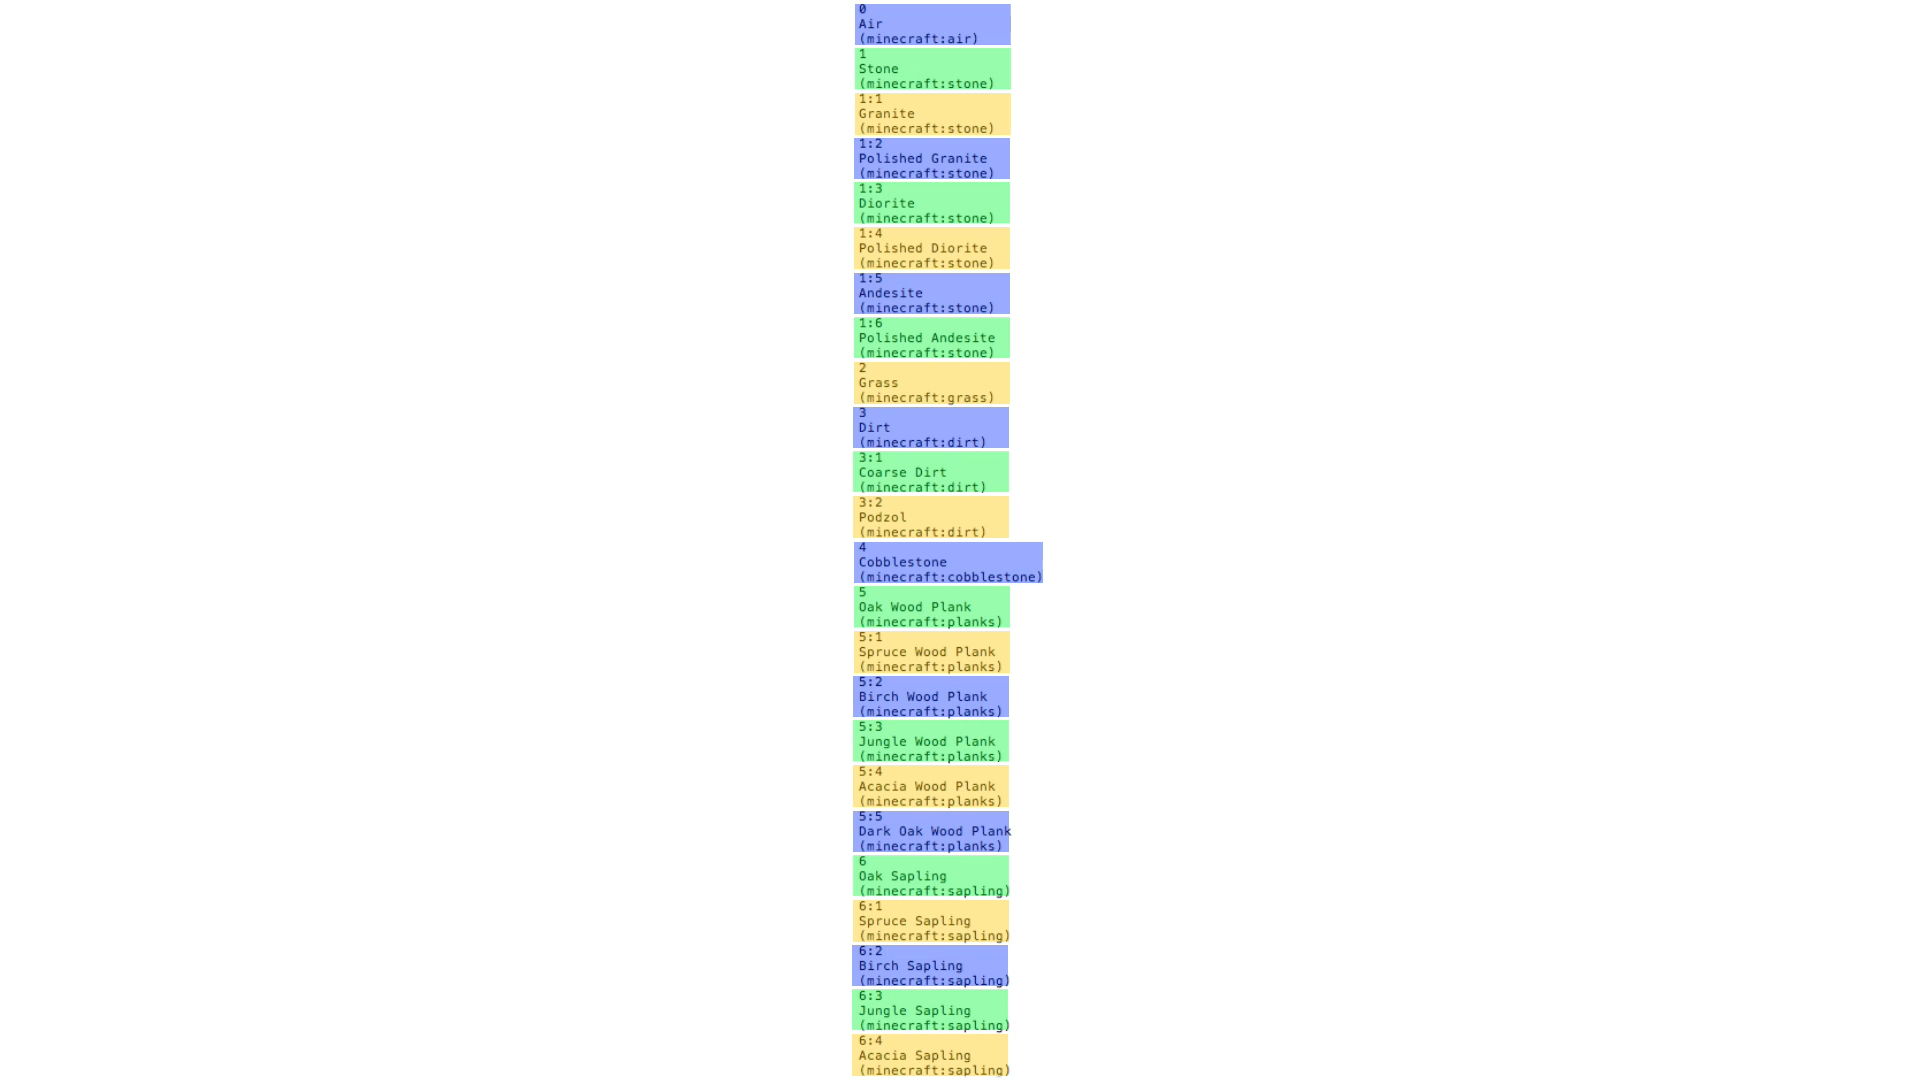 0
Air
(minecraft:air)
1
Stone
(minecraft:stone)
1:1
Granite
(minecraft:stone)
1:2
Polished Granite
(minecraft:stone)
1:3
Diorite
(minecraft:stone)
1:4
Polished Diorite
(minecraft:stone)
1:5
Andesite
(minecraft:stone)
1:6
Polished Andesite
(minecraft:stone)
2
Grass
(minecraft:grass)
3
Dirt
(minecraft:dirt)
3:1
Coarse Dirt
(minecraft:dirt)
3:2
Podzol
(minecraft:dirt)
4
Cobblestone
(minecraft:cobblestone)
5
Oak Wood Plank
(minecraft:planks)
5:1
Spruce Wood Plank
(minecraft:planks)
5:2
Birch Wood Plank
(minecraft:planks)
5:3
Jungle Wood Plank
(minecraft:planks)
5:4
Acacia Wood Plank
(minecraft:planks)
5:5
Dark Oak Wood Plank
(minecraft:planks)
6
Oak Sapling
(minecraft:sapling)
6:1
Spruce Sapling
(minecraft:sapling)
6:2
Birch Sapling
(minecraft:sapling)
6:3
Jungle Sapling
(minecraft:sapling)
6:4
Acacia Sapling
(minecraft:sapling)